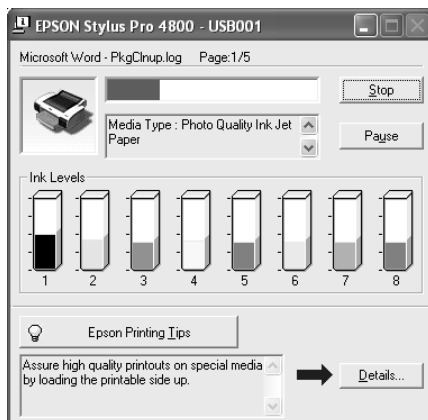 EPSON Stylus Pro 4800 - USB001
Microsoft Word - PkgClnup.log Page:1/5
Stop
Media Type : Photo Quality Ink Jet
Paper
Pause
Ink Levels
1 2 3 4 5 6 7 8
Epson Printing Tips
Assure high quality printouts on special media
by loading the printable side up.
Details...